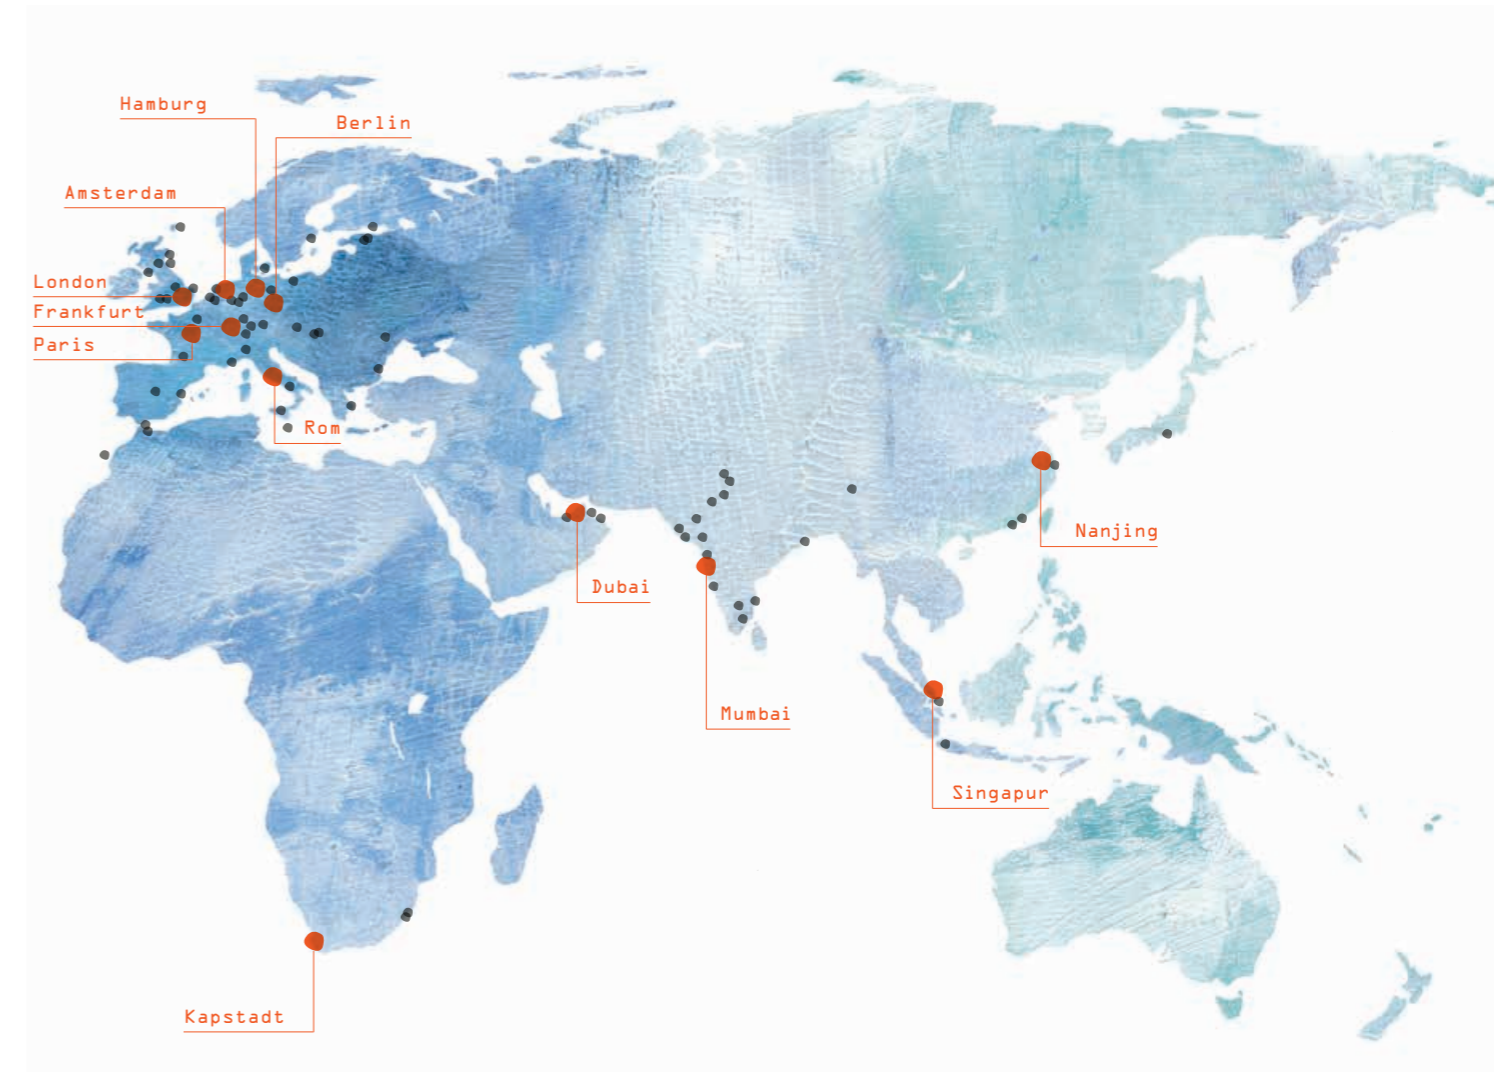 Hamburg
Berlin
Amsterdam
London
Frankfurt
Paris
Rom
Nanjing
Dubai
Mumbai
Singapur
Kapstadt